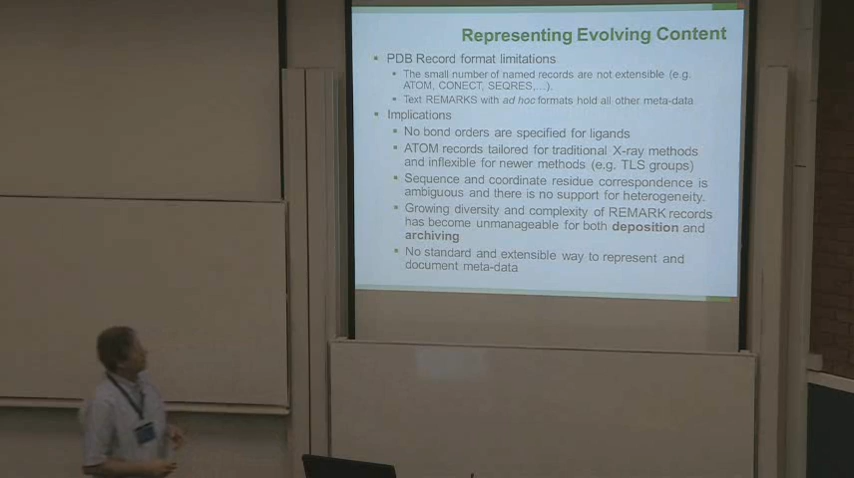 Representing Evolving Content
PDB Record format limitations
The small number of named records are not extensible (e.g.
ATOM, CONECT, SEQRES,...).
Text REMARKS with ad hoc formats hold all other meta-data
Implications
No bond orders are specified for ligands
ATOM records tailored for traditional X-ray methods
and inflexible for newer methods (e.g. TLS groups)
Sequence and coordinate residue correspondence is
ambiguous and there is no support for heterogeneity.
Growing diversity and complexity of REMARK records
has become unmanageable for both deposition and
archiving
No standard and extensible way to represent and
document meta-data